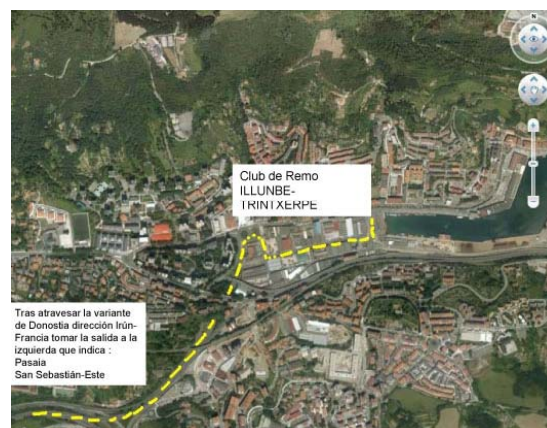 N
Club de Remo
ILLUNBE-
TRINTXERPE
Tras atravesar la variante
de Donostia dirección Irún-
Francia tomar la salida a la
izquierda que indica :
Pasaia
San Sebastián-Este